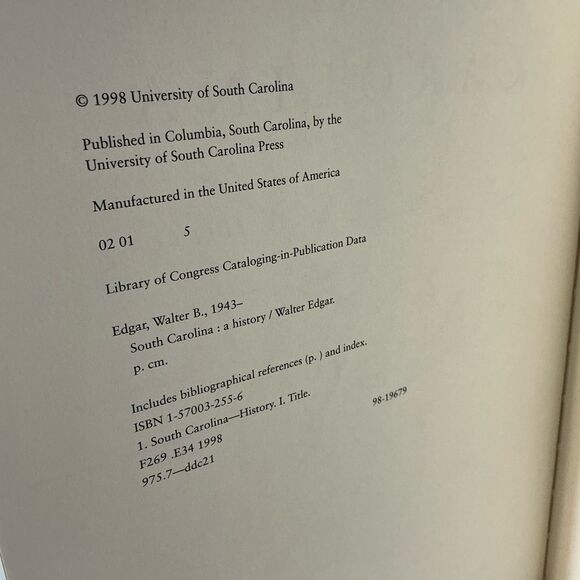 © 1998 University of South Carolina
Published in Columbia, South Carolina, by the
University of South Carolina Press
Manufactured in the United States of America
02 01 5
Library of Congress Cataloging-in-Publication Data
Edgar, Walter B., 1943–
South Carolina : a history / Walter Edgar.
p. cm.
Includes bibliographical references (p. ) and index.
ISBN 1-57003-255-6
1. South Carolina—History. I. Title.
F269 .E34 1998
98-19679
975.7—ddc21